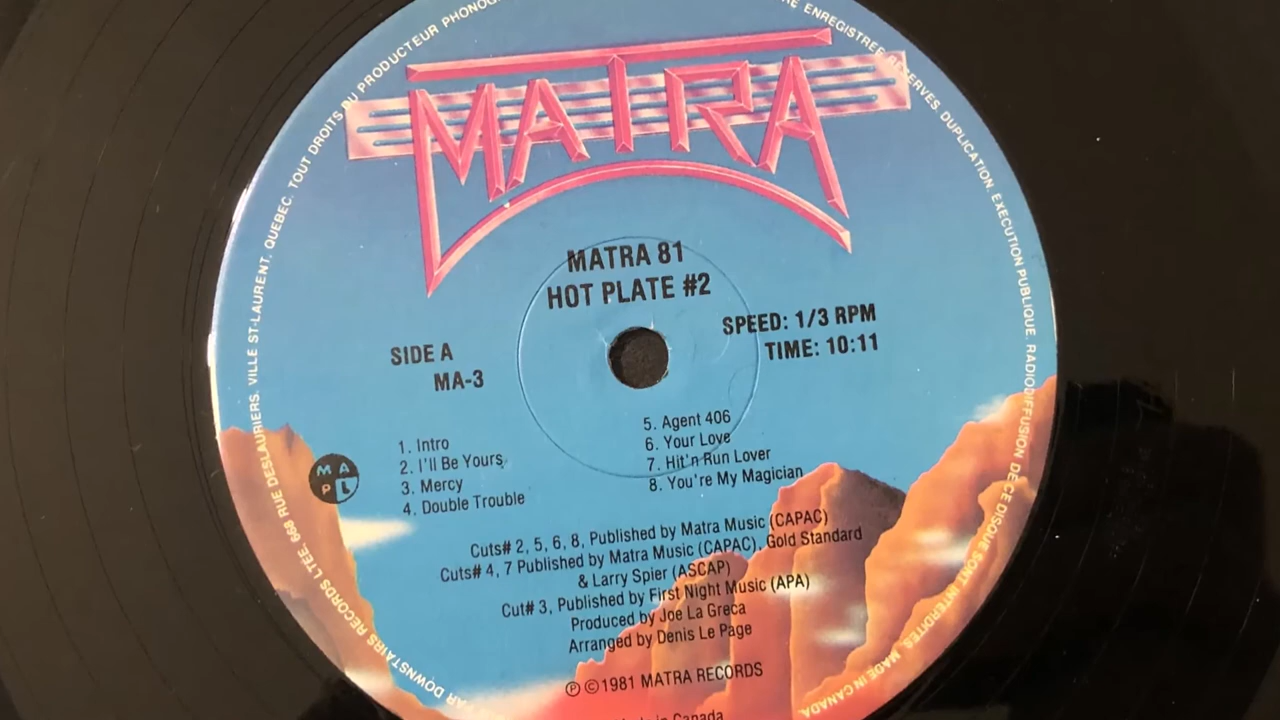 MATRA
MATRA 81
HOT PLATE #2
SIDE A
MA-3
SPEED: 1/3 RPM
TIME: 10:11
1. Intro
2. I'll Be Yours
3. Mercy
4. Double Trouble
5. Agent 406
6. Your Love
7. Hit'n Run Lover
8. You're My Magician
M A
P L
Cuts# 2, 5, 6, 8, Published by Matra Music (CAPAC)
Cuts# 4, 7 Published by Matra Music (CAPAC), Gold Standard
& Larry Spier (ASCAP)
Cut# 3, Published by First Night Music (APA)
Produced by Joe La Greca
Arranged by Denis Le Page
Ⓟ ©1981 MATRA RECORDS
Made in Canada
DOWNSTAIRS RECORDS LTEE, 668 RUE DESLAURIERS, VILLE ST-LAURENT, QUEBEC. TOUT DROITS DU PRODUCTEUR
ENREGISTREE RESERVES. DUPLICATION, EXECUTION PUBLIQUE, RADIODIFFUSION DE CE DISQUE SONT INTERDITES. MADE IN CANADA